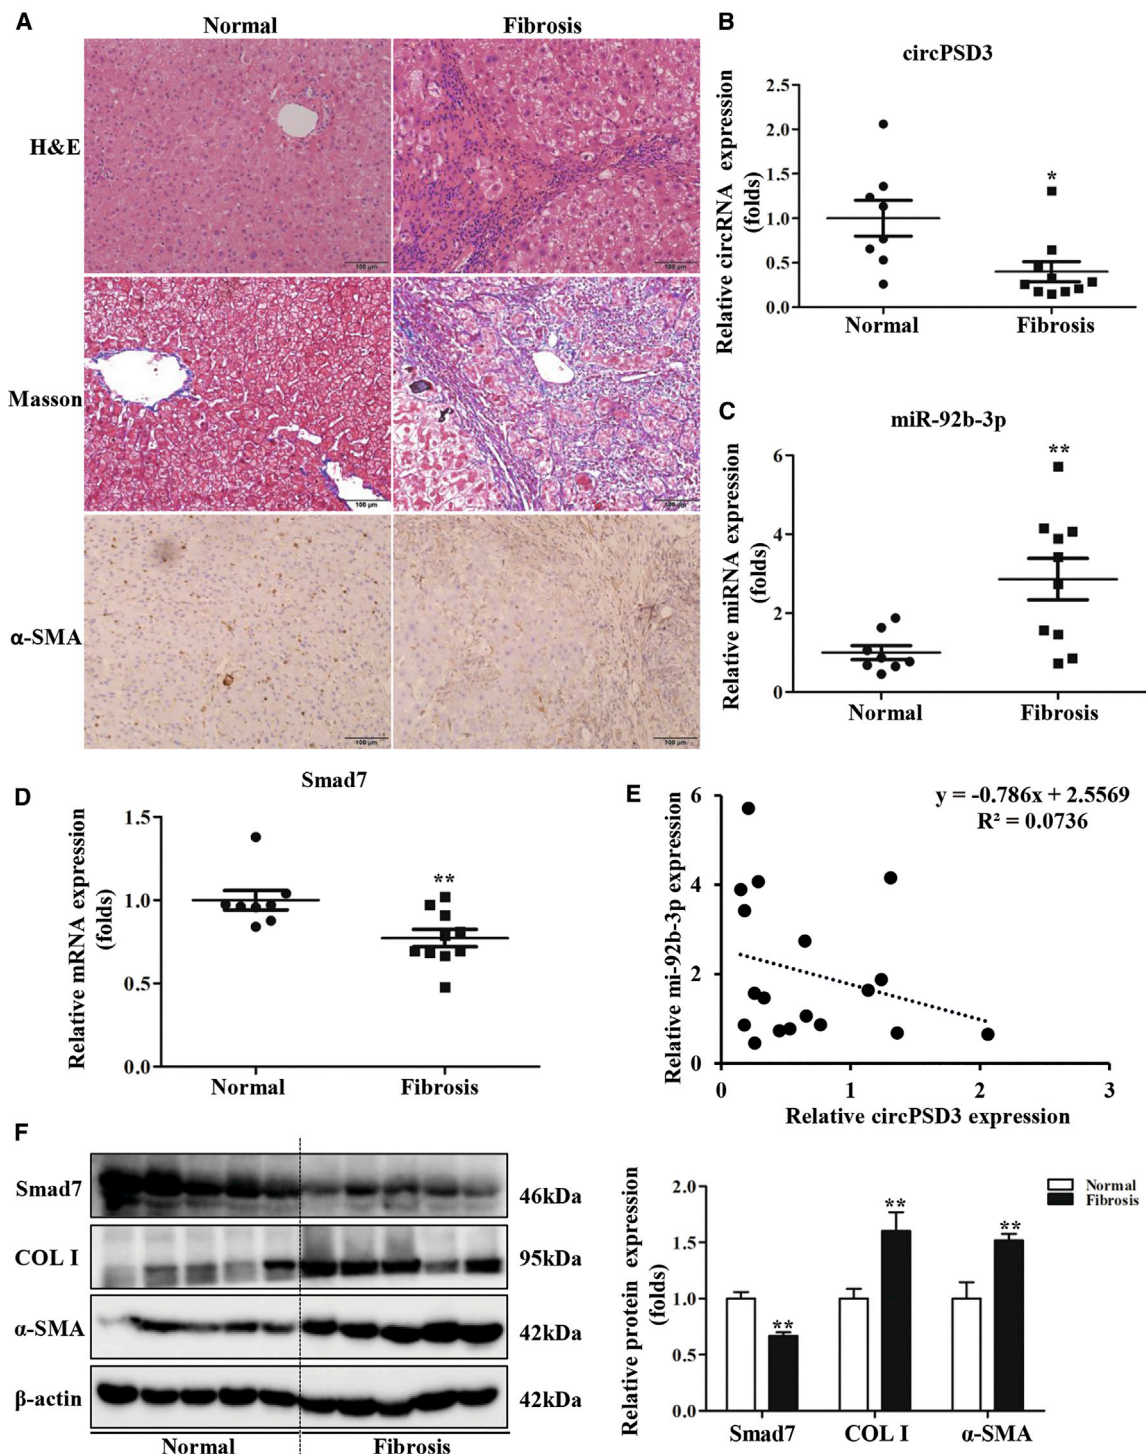 A
Normal
Fibrosis
H&E
100 µm
100 µm
Masson
100 µm
100 µm
α-SMA
100 µm
100 µm
B
circPSD3
Relative circRNA expression
(folds)
2.5
2.0
1.5
1.0
0.5
0.0
*
Normal
Fibrosis
C
miR-92b-3p
Relative miRNA expression
(folds)
6
4
2
0
**
Normal
Fibrosis
D
Smad7
Relative mRNA expression
(folds)
1.5
1.0
0.5
0.0
**
Normal
Fibrosis
E
y = -0.786x + 2.5569
R² = 0.0736
Relative mi-92b-3p expression
6
4
2
0
0
1
2
3
Relative circPSD3 expression
F
Smad7
46kDa
COL I
95kDa
α-SMA
42kDa
β-actin
42kDa
Normal
Fibrosis
Relative protein expression
(folds)
2.0
1.5
1.0
0.5
0.0
Normal
Fibrosis
**
**
**
Smad7
COL I
α-SMA